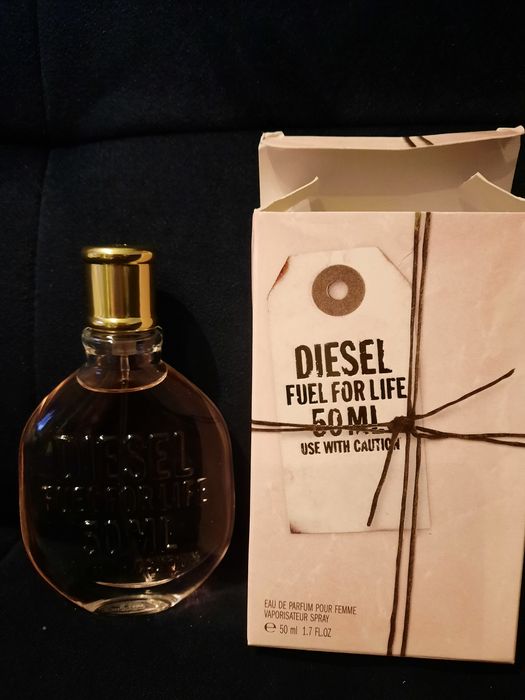 DIESEL
FUEL FOR LIFE
50 ML
DIESEL
FUEL FOR LIFE
50 ML
USE WITH CAUTION
EAU DE PARFUM POUR FEMME
VAPORISATEUR SPRAY
℮ 50 ml 1.7 FL.OZ